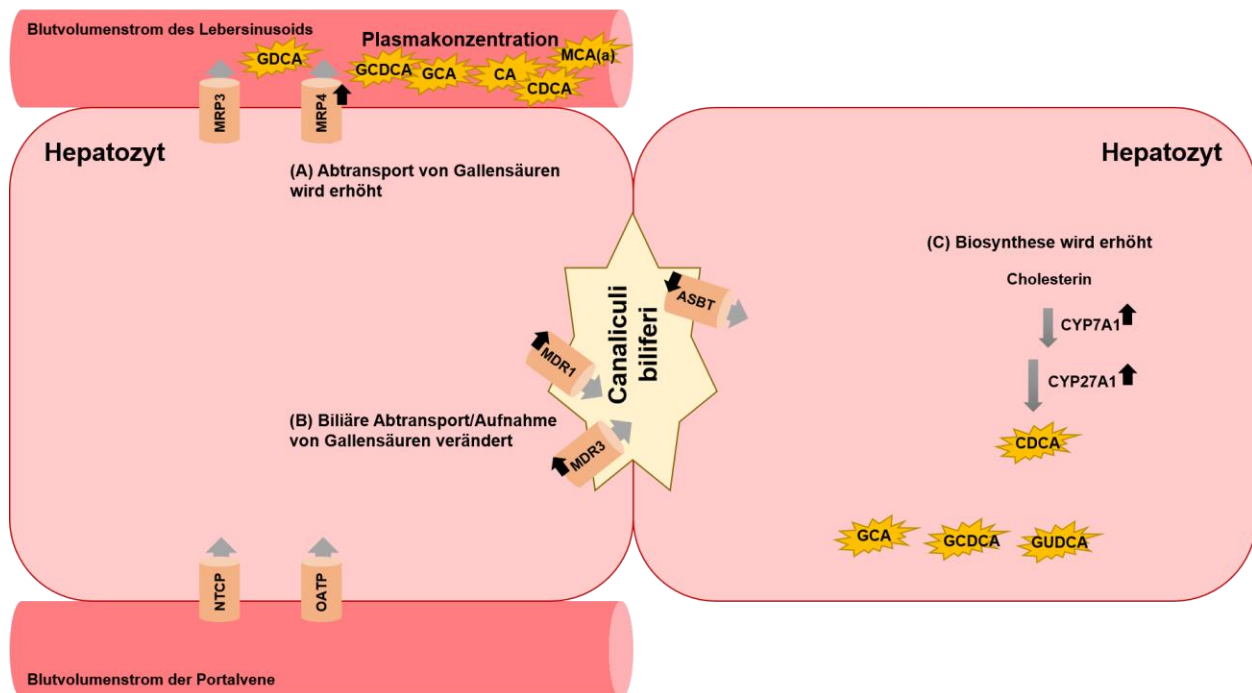 Blutvolumenstrom des Lebersinusoids
Plasmakonzentration
GDCA
GCDCA
GCA
CA
MCA(a)
CDCA
MRP3
MRP4
Hepatozyt
Hepatozyt
(A) Abtransport von Gallensäuren
wird erhöht
(C) Biosynthese wird erhöht
Cholesterin
CYP7A1
CYP27A1
CDCA
ASBT
Canaliculi
biliferi
MDR1
MDR3
(B) Biliäre Abtransport/Aufnahme
von Gallensäuren verändert
GCA
GCDCA
GUDCA
NTCP
OATP
Blutvolumenstrom der Portalvene